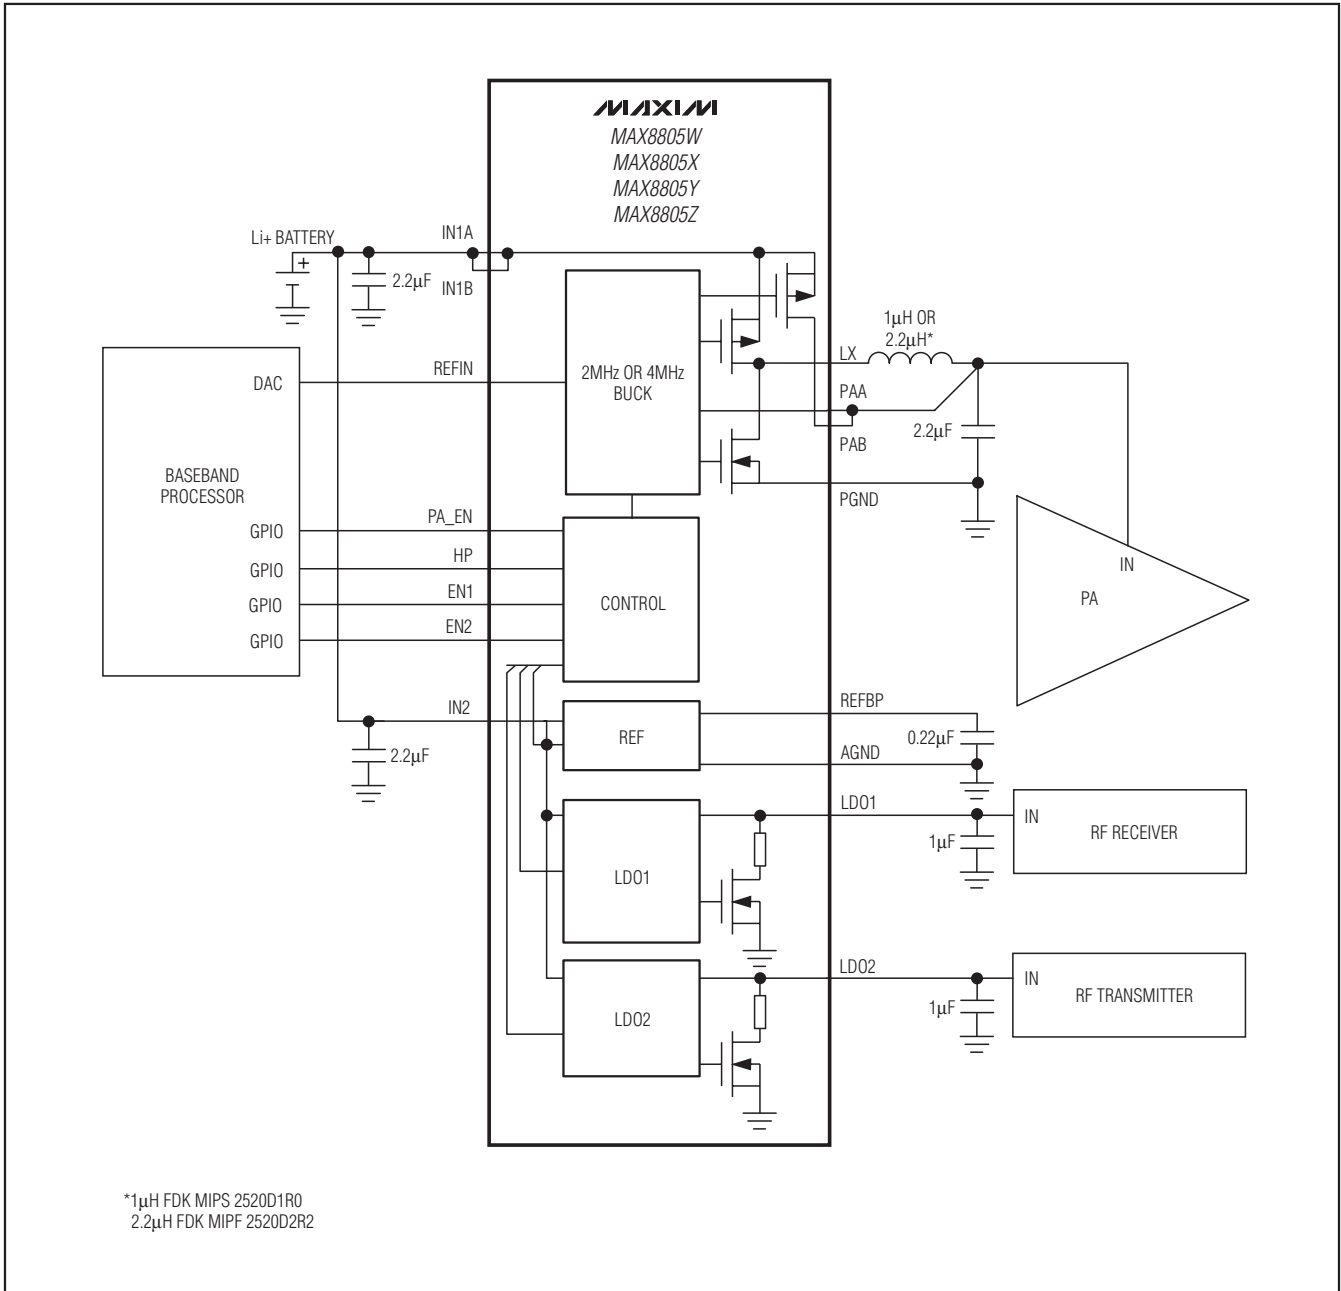 MAXIM
MAX8805W
MAX8805X
MAX8805Y
MAX8805Z
Li+ BATTERY
+
2.2µF
IN1A
IN1B
DAC
REFIN
2MHz OR 4MHz
BUCK
LX
1µH OR
2.2µH*
PAA
PAB
2.2µF
PGND
BASEBAND
PROCESSOR
GPIO
PA_EN
GPIO
HP
GPIO
EN1
GPIO
EN2
CONTROL
IN
PA
IN2
2.2µF
REF
REFBP
0.22µF
AGND
LDO1
LDO1
1µF
IN
RF RECEIVER
LDO2
LDO2
1µF
IN
RF TRANSMITTER
*1µH FDK MIPS 2520D1R0
2.2µH FDK MIPF 2520D2R2